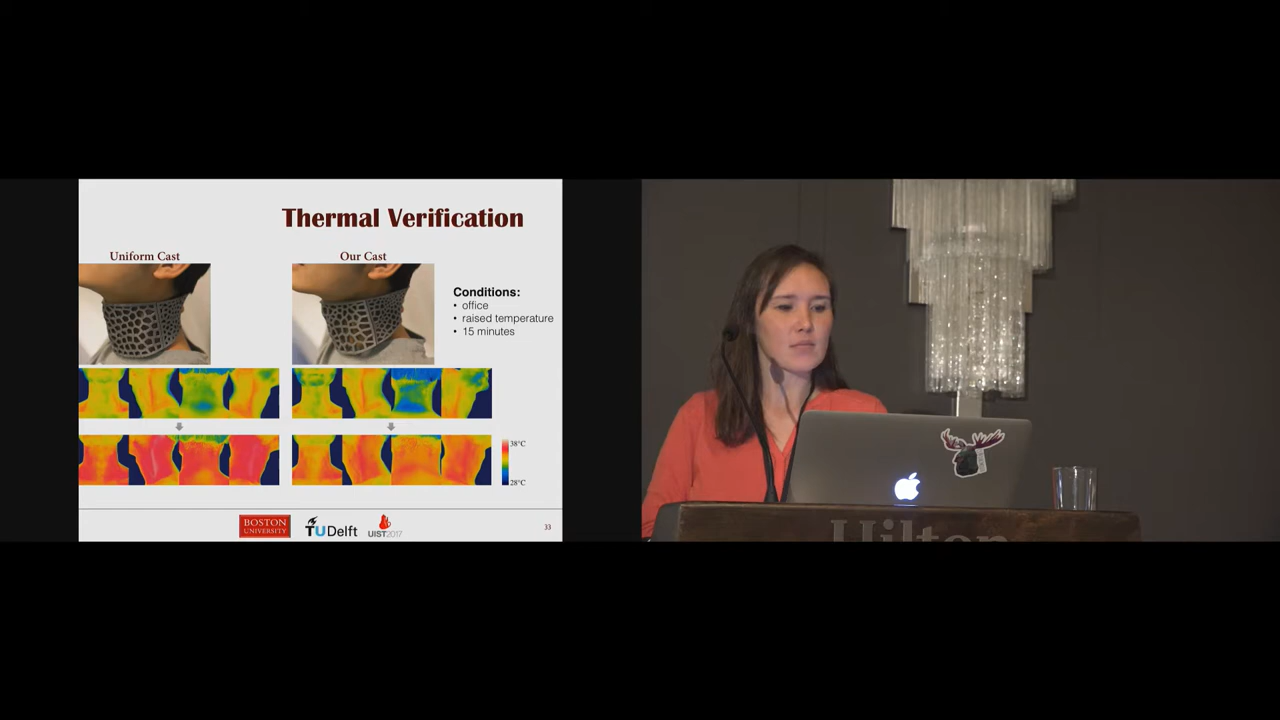 Thermal Verification
Uniform Cast
Our Cast
Conditions:
• office
• raised temperature
• 15 minutes
38°C
28°C
BOSTON
UNIVERSITY
TUDelft
UIST2017
33
Hilton